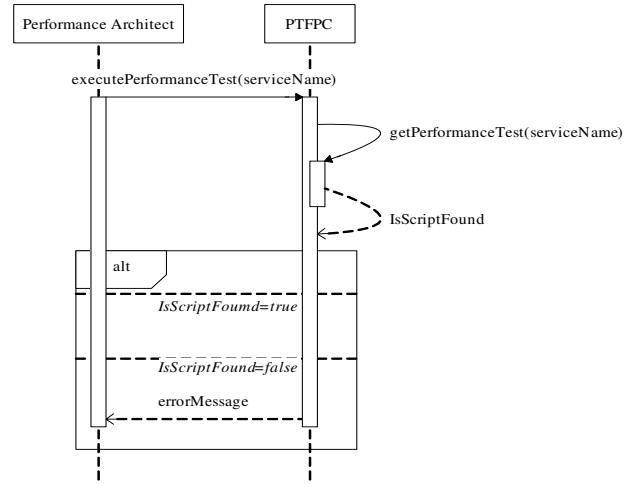 Performance Architect
PTFPC
executePerformanceTest(serviceName)
getPerformanceTest(serviceName)
IsScriptFound
alt
IsScriptFoumd=true
IsScriptFound=false
errorMessage